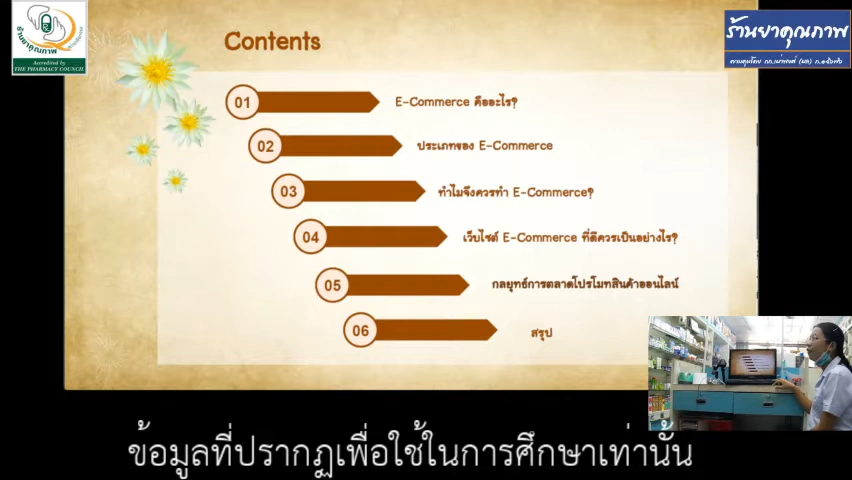 ร้านยาคุณภาพ
Accredited by
THE PHARMACY COUNCIL
ร้านยาคุณภาพ
Contents
01 E-Commerce คืออะไร?
02 ประเภทของ E-Commerce
03 ทำไมจึงควรทำ E-Commerce?
04 เว็บไซต์ E-Commerce ที่ดีควรเป็นอย่างไร?
05 กลยุทธ์การตลาดโปรโมทสินค้าออนไลน์
06 สรุป
ข้อมูลที่ปรากฏเพื่อใช้ในการศึกษาเท่านั้น